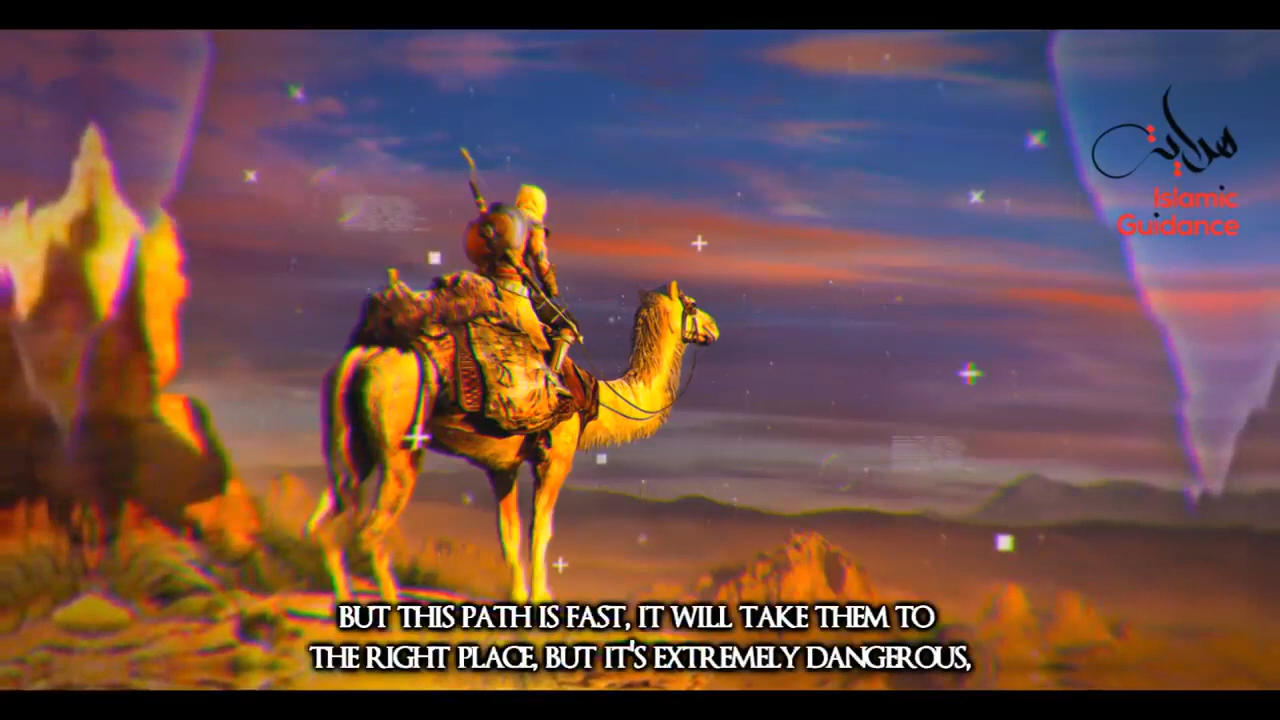 هداية
Islamic
Guidance
BUT THIS PATH IS FAST, IT WILL TAKE THEM TO
THE RIGHT PLACE, BUT IT'S EXTREMELY DANGEROUS,